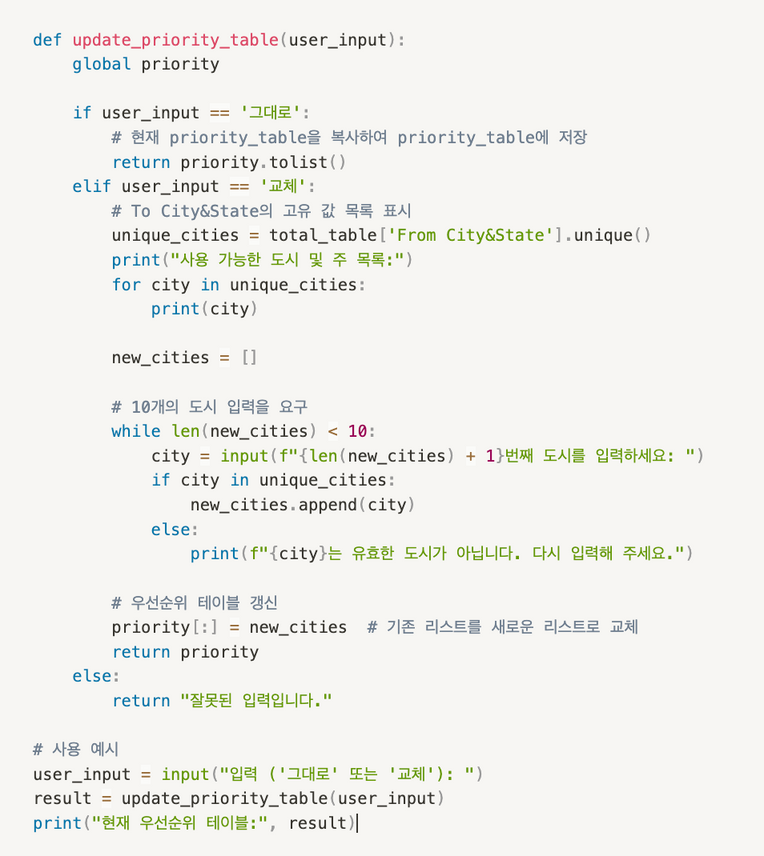 def update_priority_table(user_input):
    global priority

    if user_input == '그대로':
        # 현재 priority_table을 복사하여 priority_table에 저장
        return priority.tolist()
    elif user_input == '교체':
        # To City&State의 고유 값 목록 표시
        unique_cities = total_table['From City&State'].unique()
        print("사용 가능한 도시 및 주 목록:")
        for city in unique_cities:
            print(city)

        new_cities = []

        # 10개의 도시 입력을 요구
        while len(new_cities) < 10:
            city = input(f"{len(new_cities) + 1}번째 도시를 입력하세요: ")
            if city in unique_cities:
                new_cities.append(city)
            else:
                print(f"{city}는 유효한 도시가 아닙니다. 다시 입력해 주세요.")

        # 우선순위 테이블 갱신
        priority[:] = new_cities  # 기존 리스트를 새로운 리스트로 교체
        return priority
    else:
        return "잘못된 입력입니다."

# 사용 예시
user_input = input("입력 ('그대로' 또는 '교체'): ")
result = update_priority_table(user_input)
print("현재 우선순위 테이블:", result)